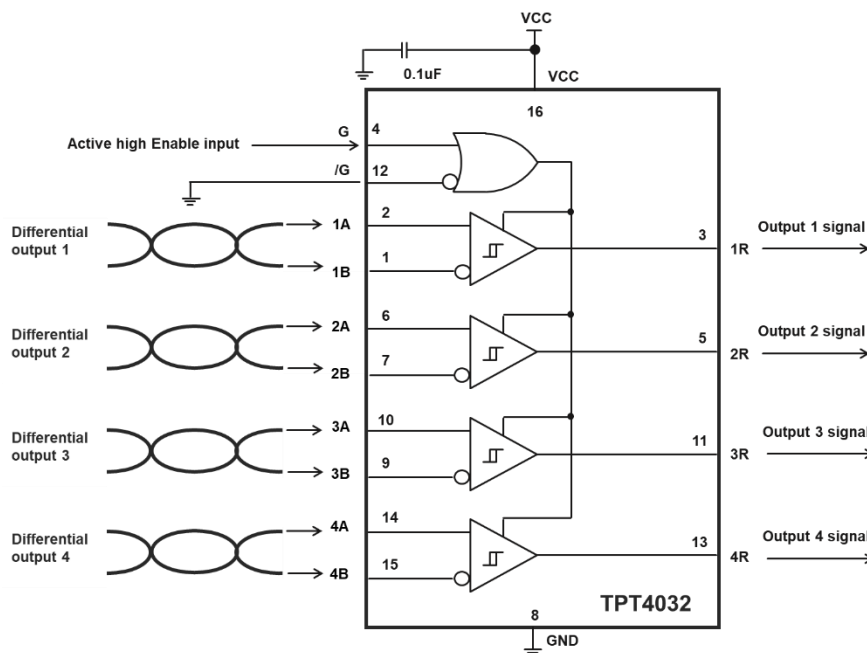 VCC
0.1uF
VCC
16
Active high Enable input
G
4
/G
12
Differential
output 1
1A
2
1B
1
3
1R
Output 1 signal
Differential
output 2
2A
6
2B
7
5
2R
Output 2 signal
Differential
output 3
3A
10
3B
9
11
3R
Output 3 signal
Differential
output 4
4A
14
4B
15
13
4R
Output 4 signal
TPT4032
8
GND